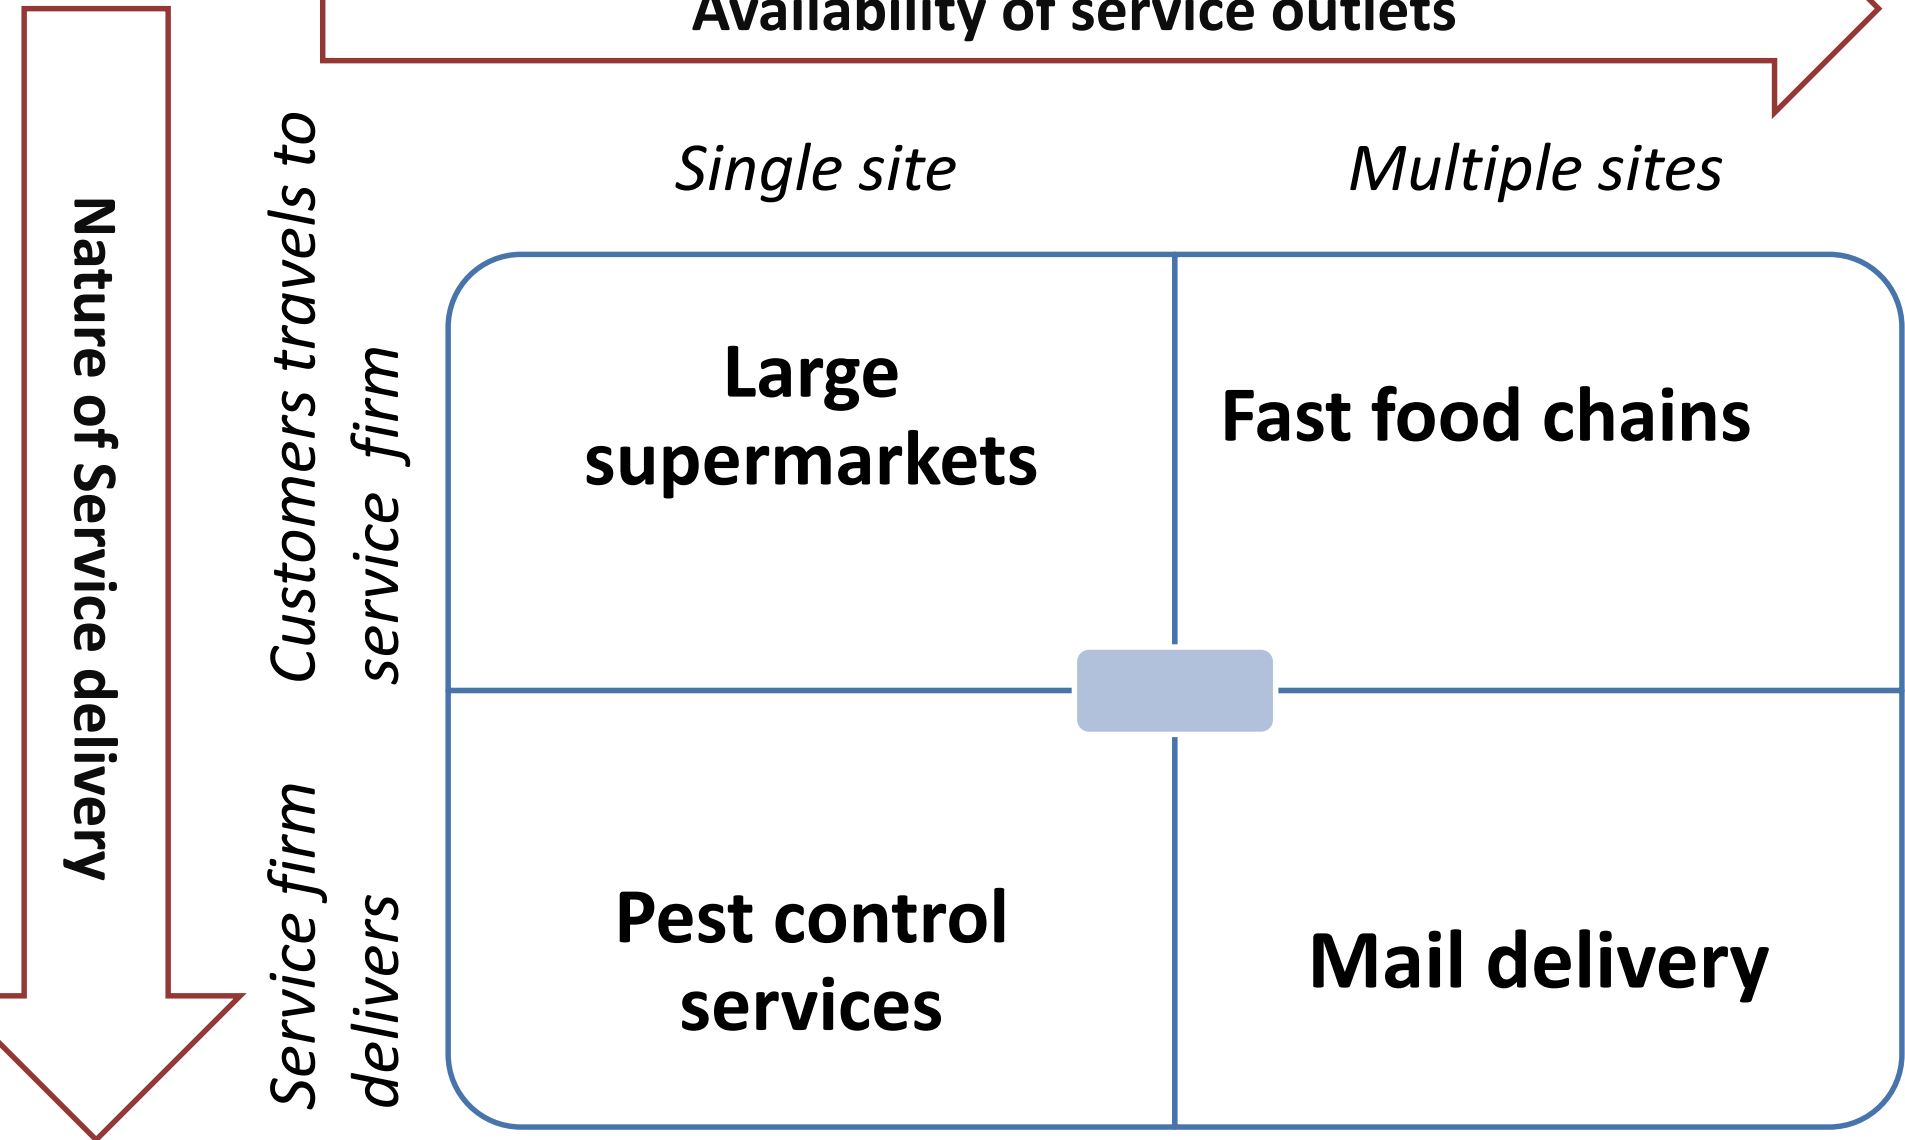 Availability of service outlets
Nature of Service delivery
Customers travels to
service firm
Service firm
delivers
Single site
Multiple sites
Large
supermarkets
Fast food chains
Pest control
services
Mail delivery